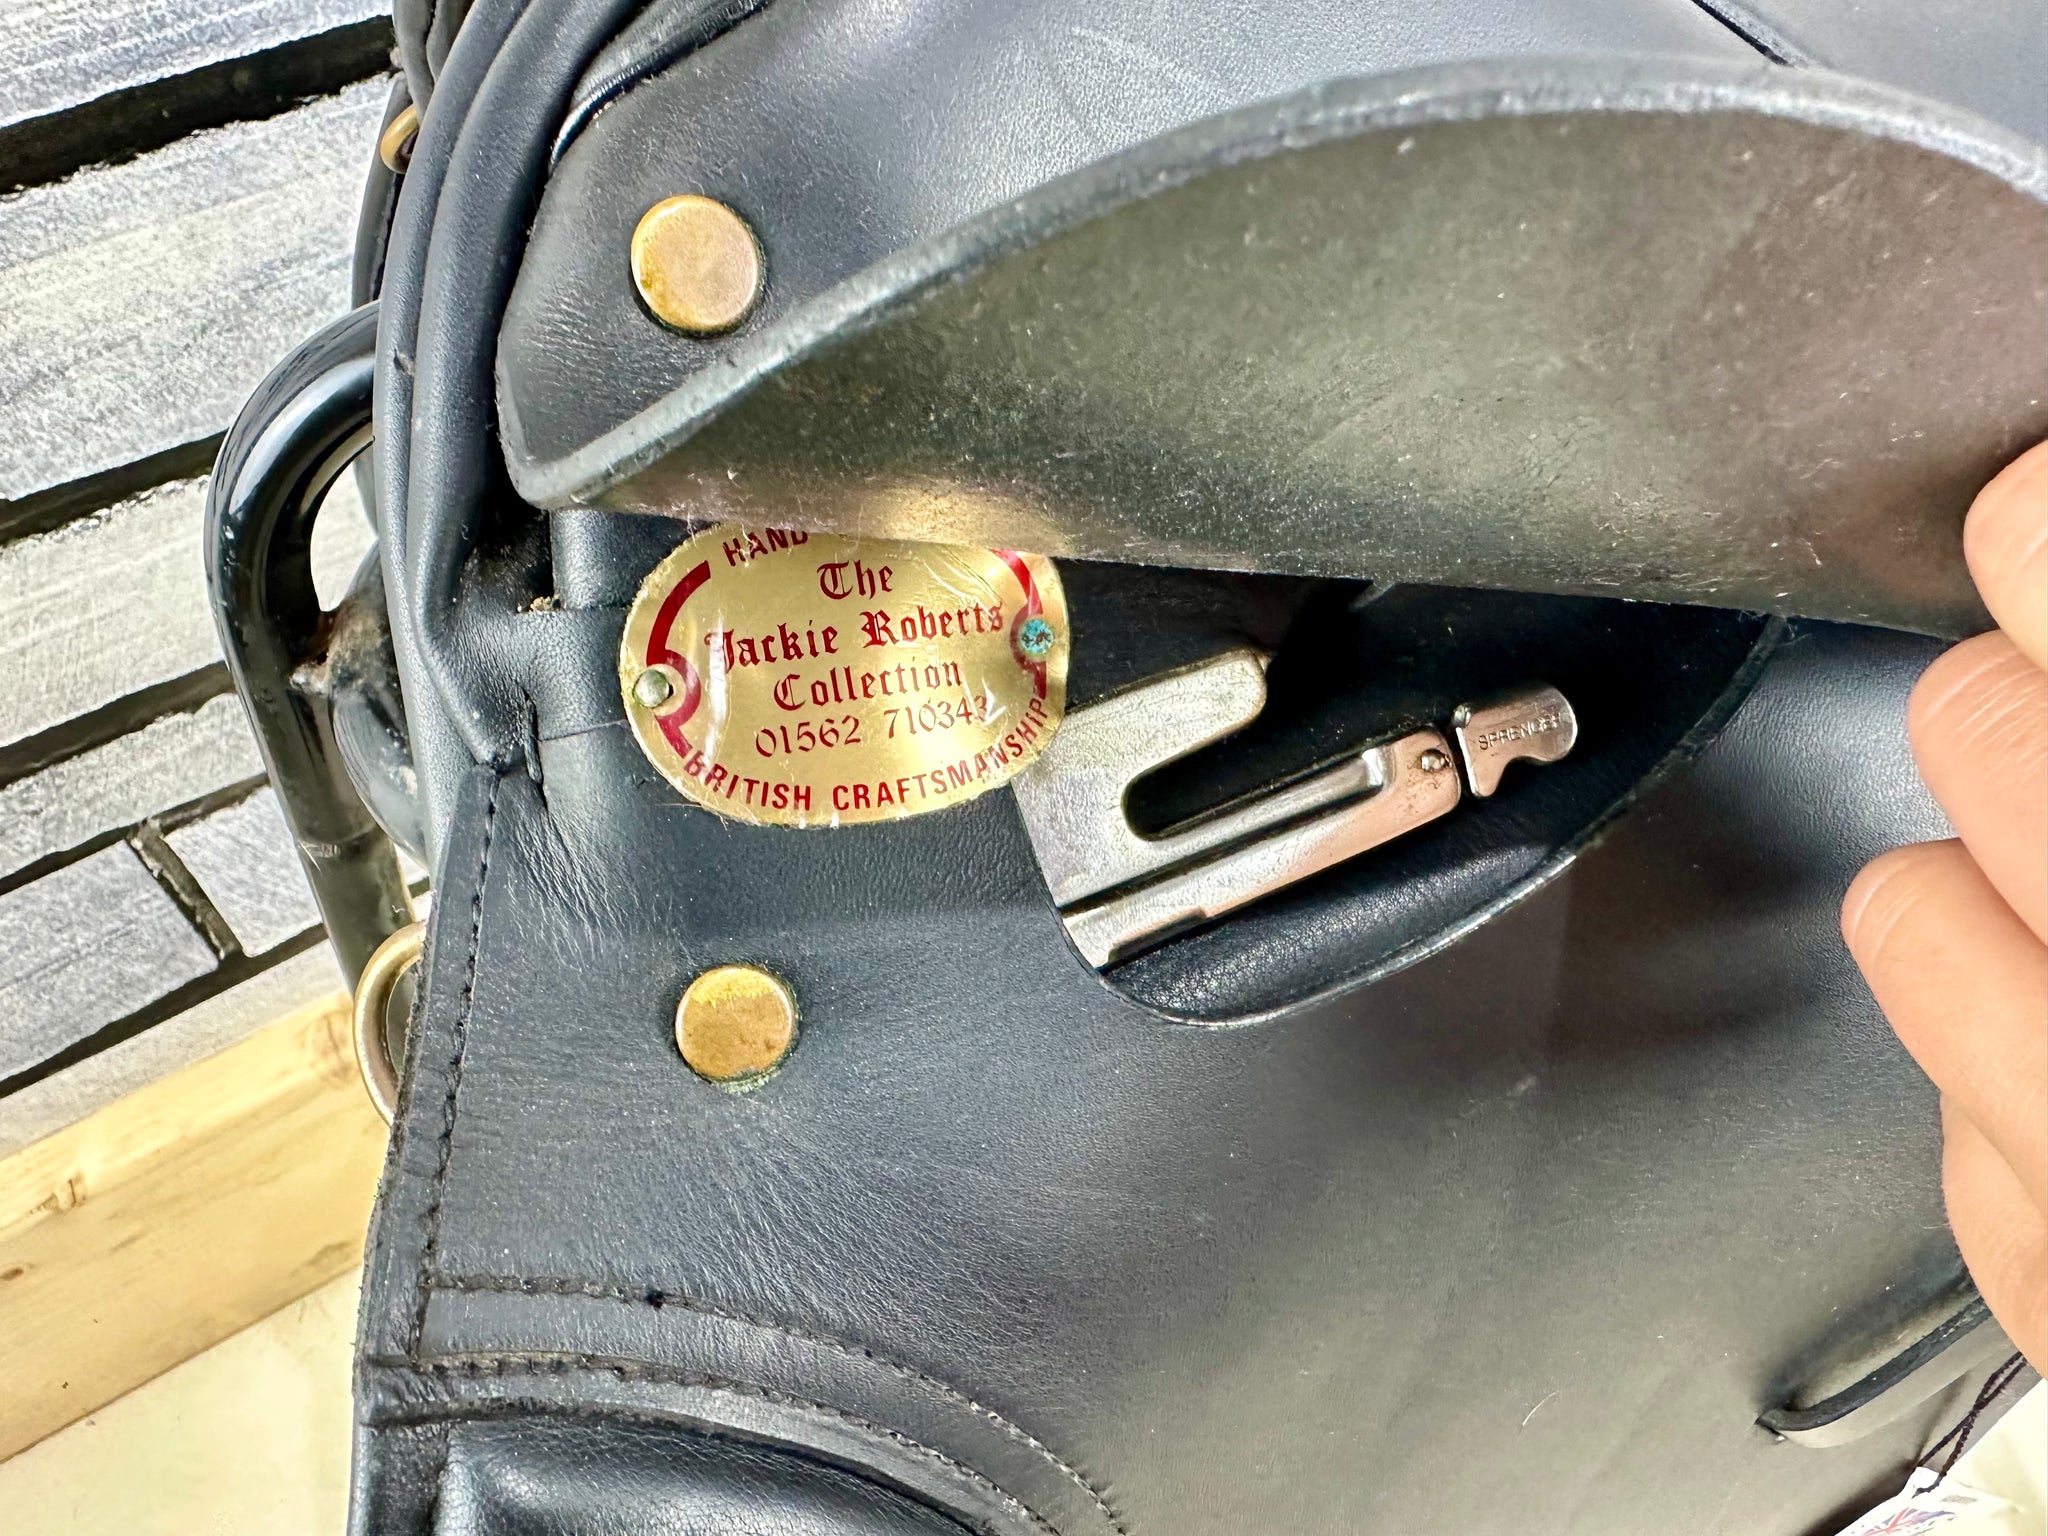 HAND
The
Jackie Roberts
Collection
01562 710343
BRITISH CRAFTSMANSHIP
SPRENGER